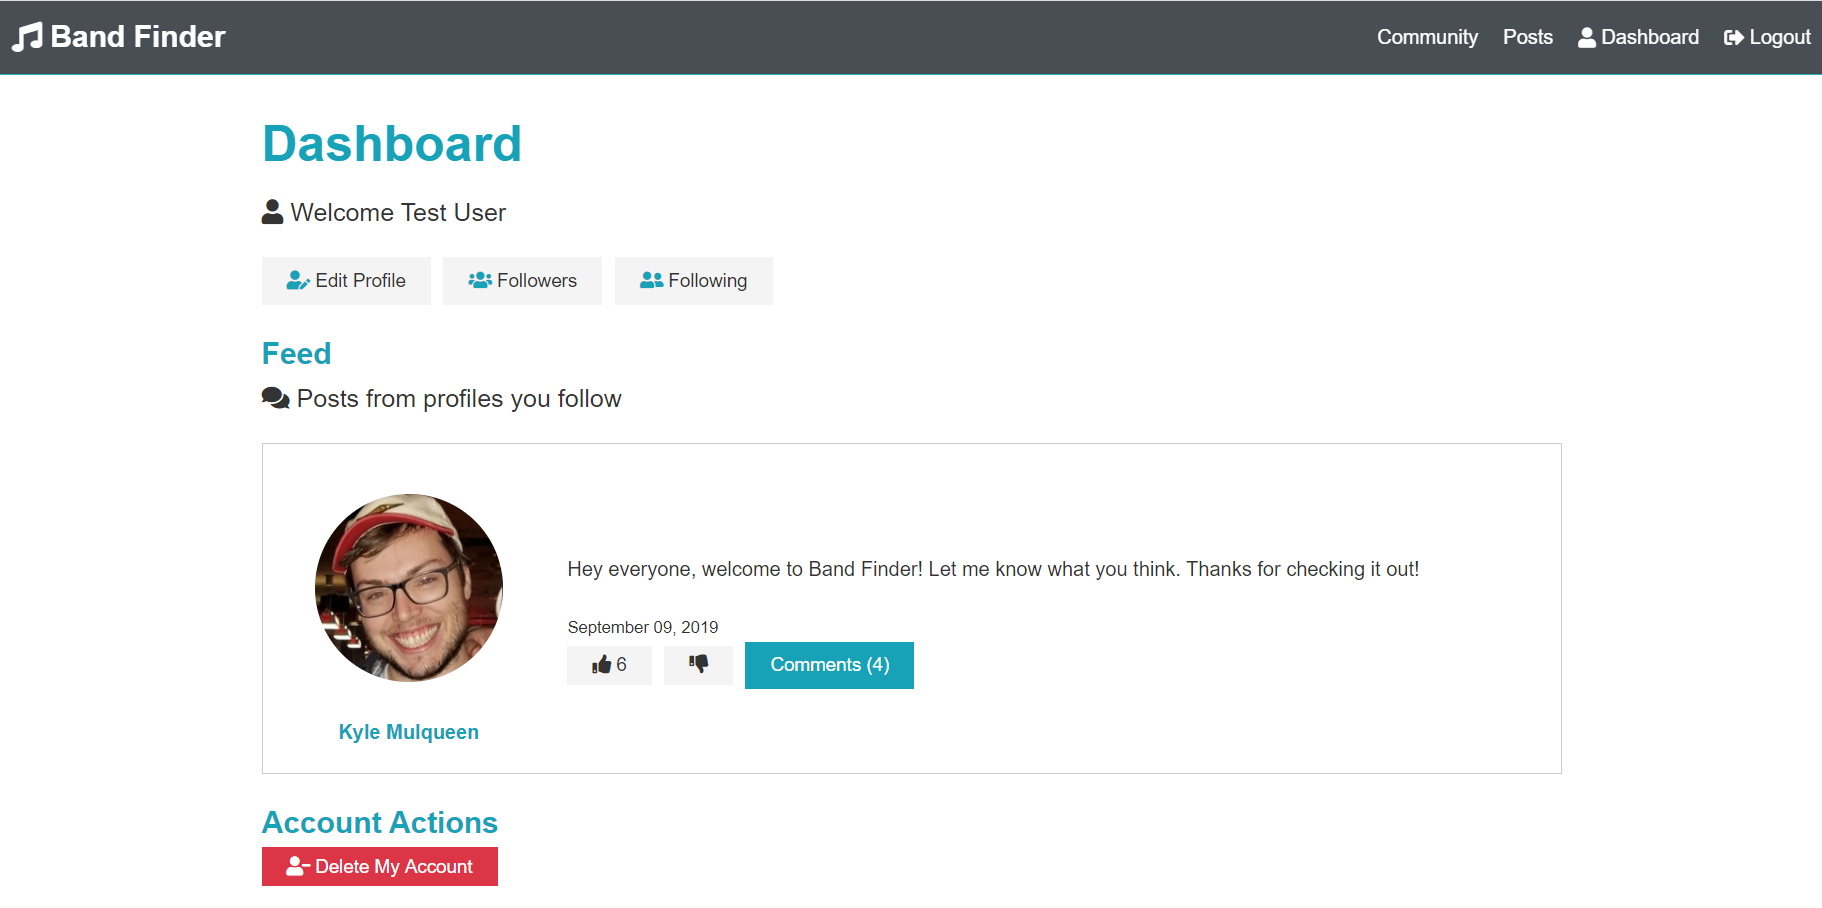 Band Finder
Community Posts Dashboard Logout
Dashboard
Welcome Test User
Edit Profile Followers Following
Feed
Posts from profiles you follow
Hey everyone, welcome to Band Finder! Let me know what you think. Thanks for checking it out!
September 09, 2019
6 Comments (4)
Kyle Mulqueen
Account Actions
Delete My Account